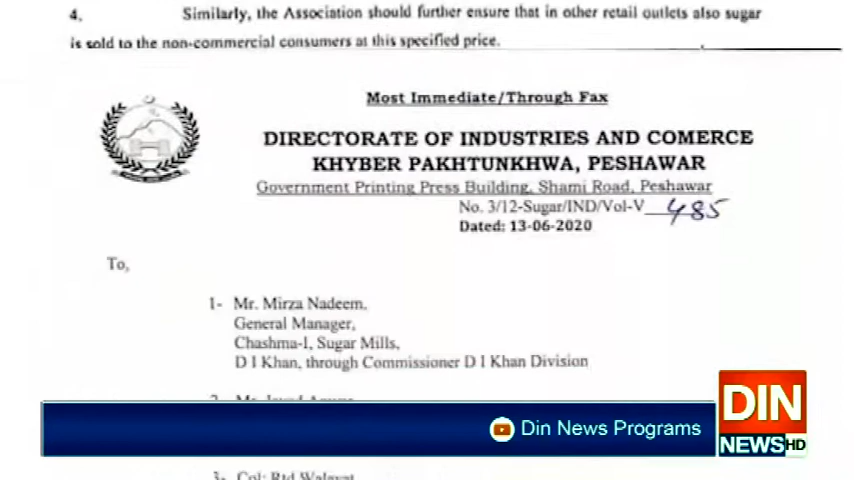 4. Similarly, the Association should further ensure that in other retail outlets also sugar
is sold to the non-commercial consumers at this specified price.
Most Immediate/Through Fax
DIRECTORATE OF INDUSTRIES AND COMERCE
KHYBER PAKHTUNKHWA, PESHAWAR
Government Printing Press Building, Shami Road, Peshawar
No. 3/12-Sugar/IND/Vol-V 485
Dated: 13-06-2020
To,
1- Mr. Mirza Nadeem,
General Manager,
Chashma-I, Sugar Mills,
D I Khan, through Commissioner D I Khan Division
Din News Programs
DIN
NEWS HD
3- Col: Rtd